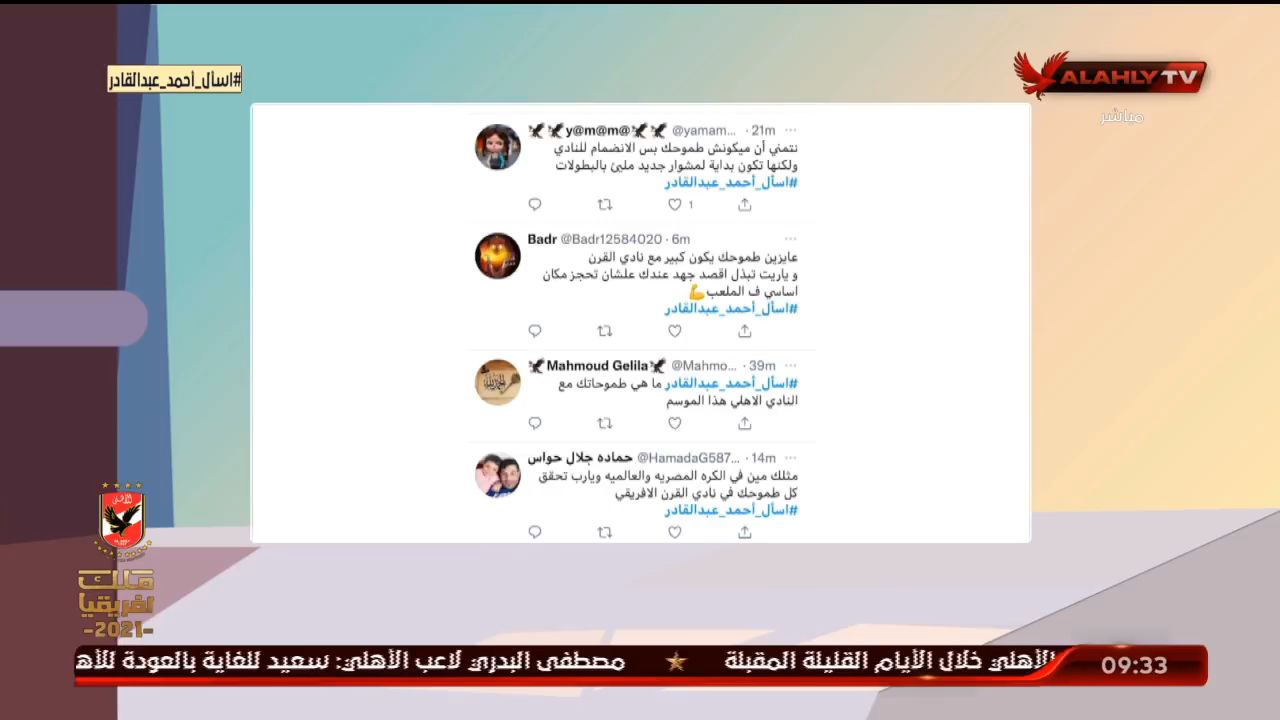 #اسأل_أحمد_عبدالقادر
ALAHLY TV
مباشر
y@m@m@ @yamam... · 21m
نتمني أن ميكونش طموحك بس الانضمام للنادي
ولكنها تكون بداية لمشوار جديد مليئ بالبطولات
#اسأل_أحمد_عبدالقادر
1
Badr @Badr12584020 · 6m
عايزين طموحك يكون كبير مع نادي القرن
و ياريت تبذل اقصد جهد عندك علشان تحجز مكان
اساسي ف الملعب💪
#اسأل_أحمد_عبدالقادر
Mahmoud Gelila @Mahmo... · 39m
#اسأل_أحمد_عبدالقادر ما هي طموحاتك مع
النادي الاهلي هذا الموسم
حماده جلال حواس @HamadaG587... · 14m
مثلك مين في الكره المصريه والعالميه ويارب تحقق
كل طموحك في نادي القرن الافريقي
#اسأل_أحمد_عبدالقادر
ملك
افريقيا
-2021-
الأهلي خلال الأيام القليلة المقبلة ★ مصطفى البدري لاعب الأهلي: سعيد للغاية بالعودة للأه
09:33